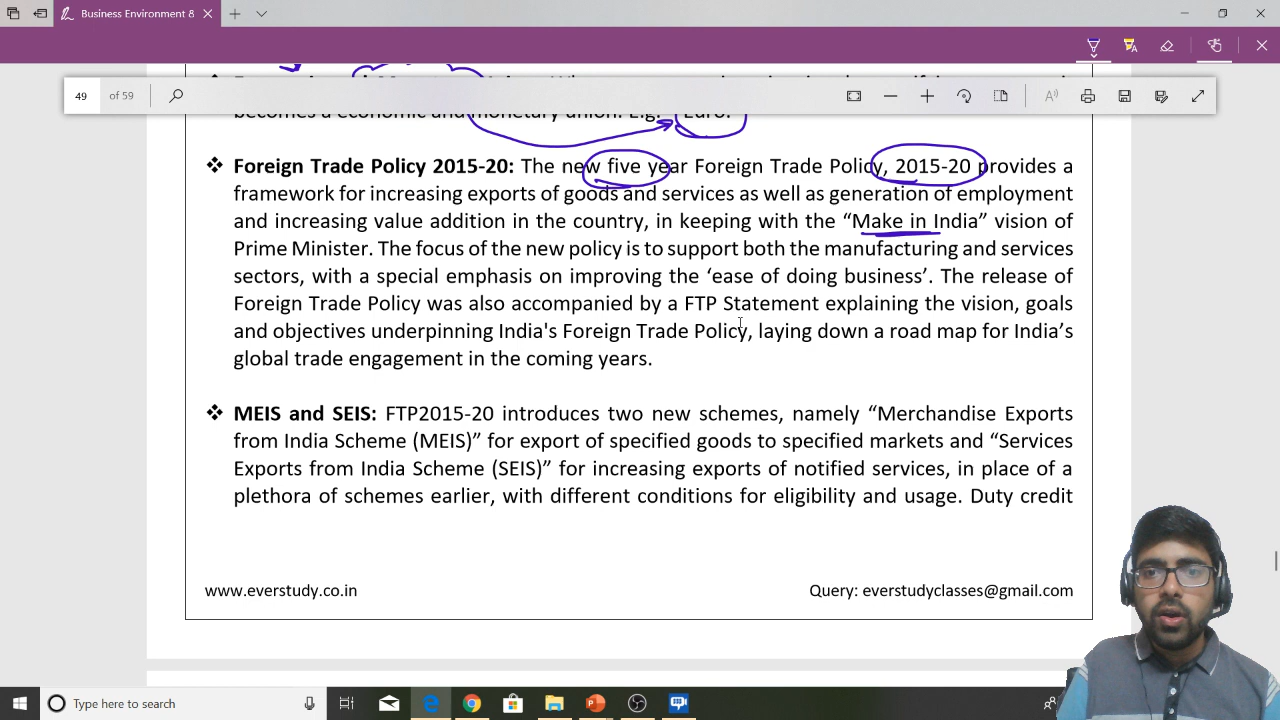 Business Environment 8
49 of 59
becomes a economic and monetary union. E.g. Euro.
❖ Foreign Trade Policy 2015-20: The new five year Foreign Trade Policy, 2015-20 provides a
framework for increasing exports of goods and services as well as generation of employment
and increasing value addition in the country, in keeping with the “Make in India” vision of
Prime Minister. The focus of the new policy is to support both the manufacturing and services
sectors, with a special emphasis on improving the ‘ease of doing business’. The release of
Foreign Trade Policy was also accompanied by a FTP Statement explaining the vision, goals
and objectives underpinning India's Foreign Trade Policy, laying down a road map for India’s
global trade engagement in the coming years.
❖ MEIS and SEIS: FTP2015-20 introduces two new schemes, namely “Merchandise Exports
from India Scheme (MEIS)” for export of specified goods to specified markets and “Services
Exports from India Scheme (SEIS)” for increasing exports of notified services, in place of a
plethora of schemes earlier, with different conditions for eligibility and usage. Duty credit
www.everstudy.co.in Query: everstudyclasses@gmail.com
Type here to search